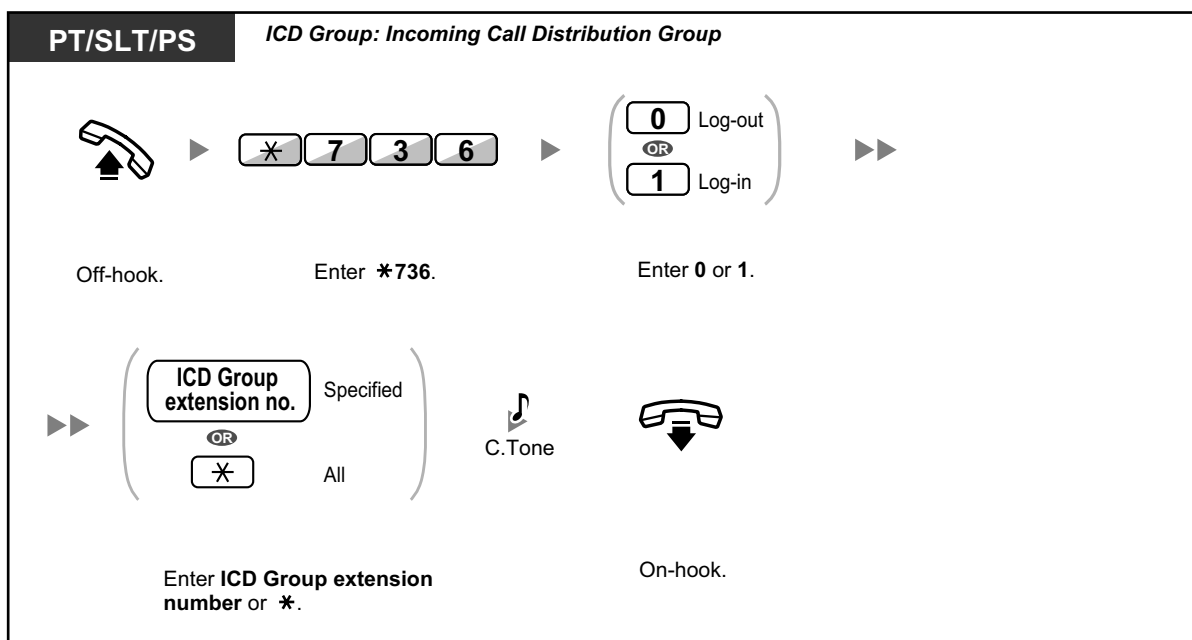 PT/SLT/PS
ICD Group: Incoming Call Distribution Group
* 7 3 6
0 Log-out
OR
1 Log-in
Off-hook.
Enter *736.
Enter 0 or 1.
ICD Group
extension no.
Specified
OR
* All
C.Tone
Enter ICD Group extension
number or *.
On-hook.